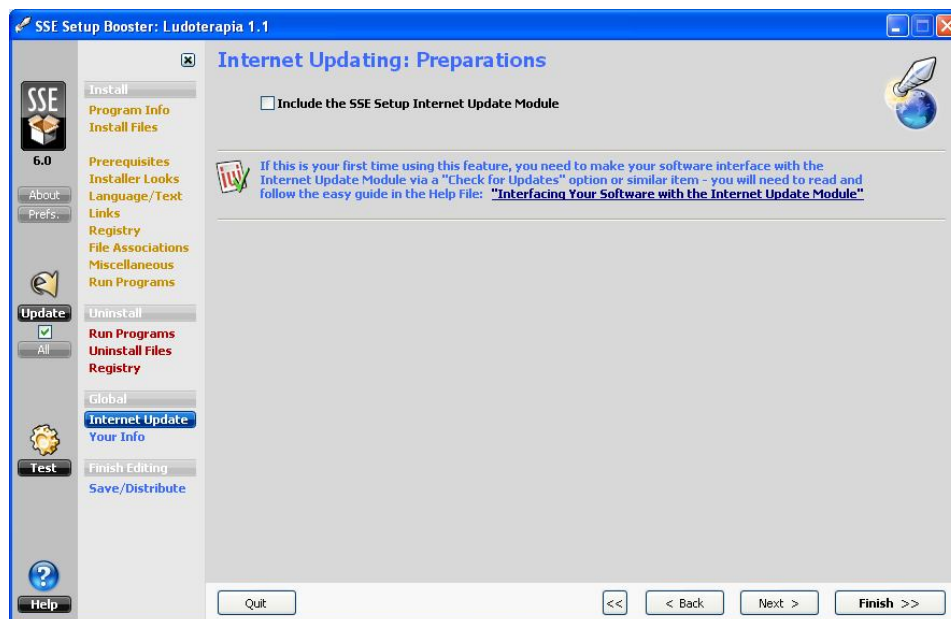 SSE Setup Booster: Ludoterapia 1.1
SSE
6.0
About
Prefs.
Update
All
Test
Help
Install
Program Info
Install Files
Prerequisites
Installer Looks
Language/Text
Links
Registry
File Associations
Miscellaneous
Run Programs
Uninstall
Run Programs
Uninstall Files
Registry
Global
Internet Update
Your Info
Finish Editing
Save/Distribute
Internet Updating: Preparations
Include the SSE Setup Internet Update Module
If this is your first time using this feature, you need to make your software interface with the
Internet Update Module via a "Check for Updates" option or similar item - you will need to read and
follow the easy guide in the Help File: "Interfacing Your Software with the Internet Update Module"
Quit
<<
< Back
Next >
Finish >>